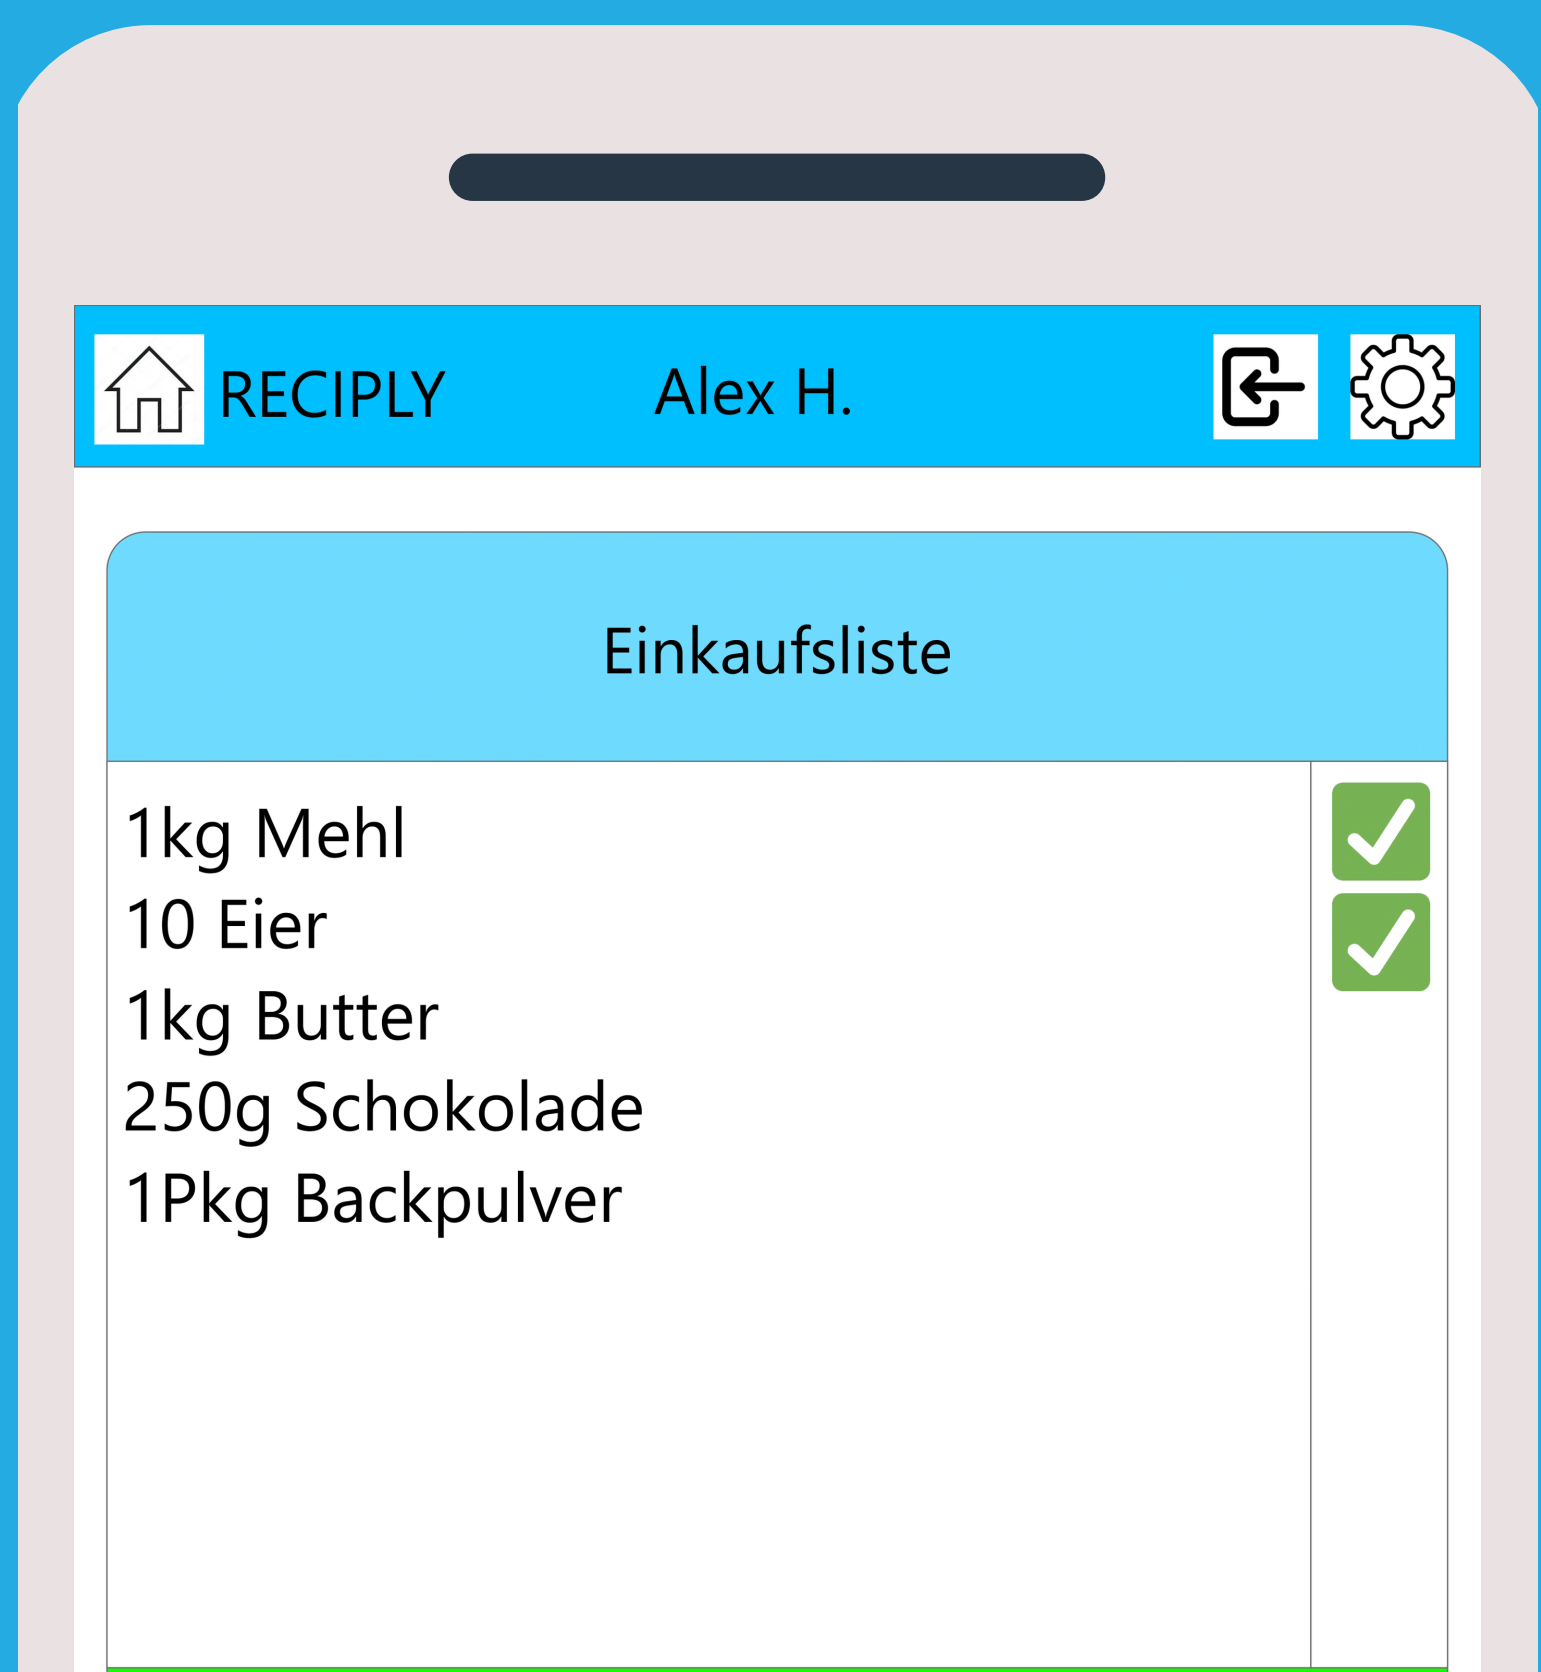 RECIPLY
Alex H.
Einkaufsliste
1kg Mehl
10 Eier
1kg Butter
250g Schokolade
1Pkg Backpulver